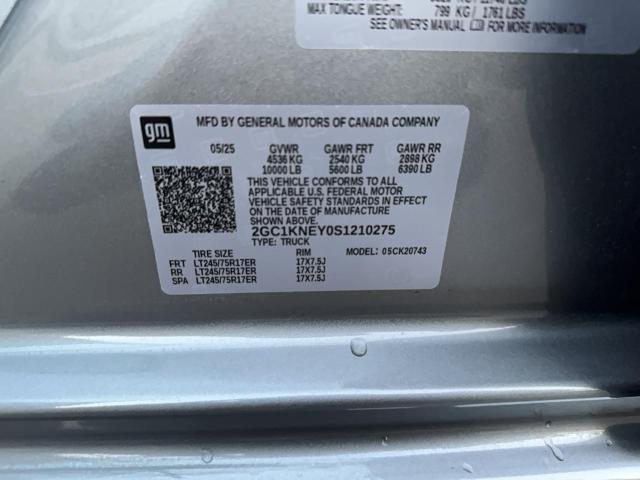 MAX TONGUE WEIGHT: 799 KG / 1761 LBS
SEE OWNER'S MANUAL FOR MORE INFORMATION
gm
MFD BY GENERAL MOTORS OF CANADA COMPANY
05/25 GVWR GAWR FRT GAWR RR
4536 KG 2540 KG 2898 KG
10000 LB 5600 LB 6390 LB
THIS VEHICLE CONFORMS TO ALL
APPLICABLE U.S. FEDERAL MOTOR
VEHICLE SAFETY STANDARDS IN EFFECT
ON THE DATE OF MANUFACTURE
SHOWN ABOVE.
2GC1KNEY0S1210275
TYPE: TRUCK
TIRE SIZE RIM MODEL: 05CK20743
FRT LT245/75R17ER 17X7.5J
RR LT245/75R17ER 17X7.5J
SPA LT245/75R17ER 17X7.5J